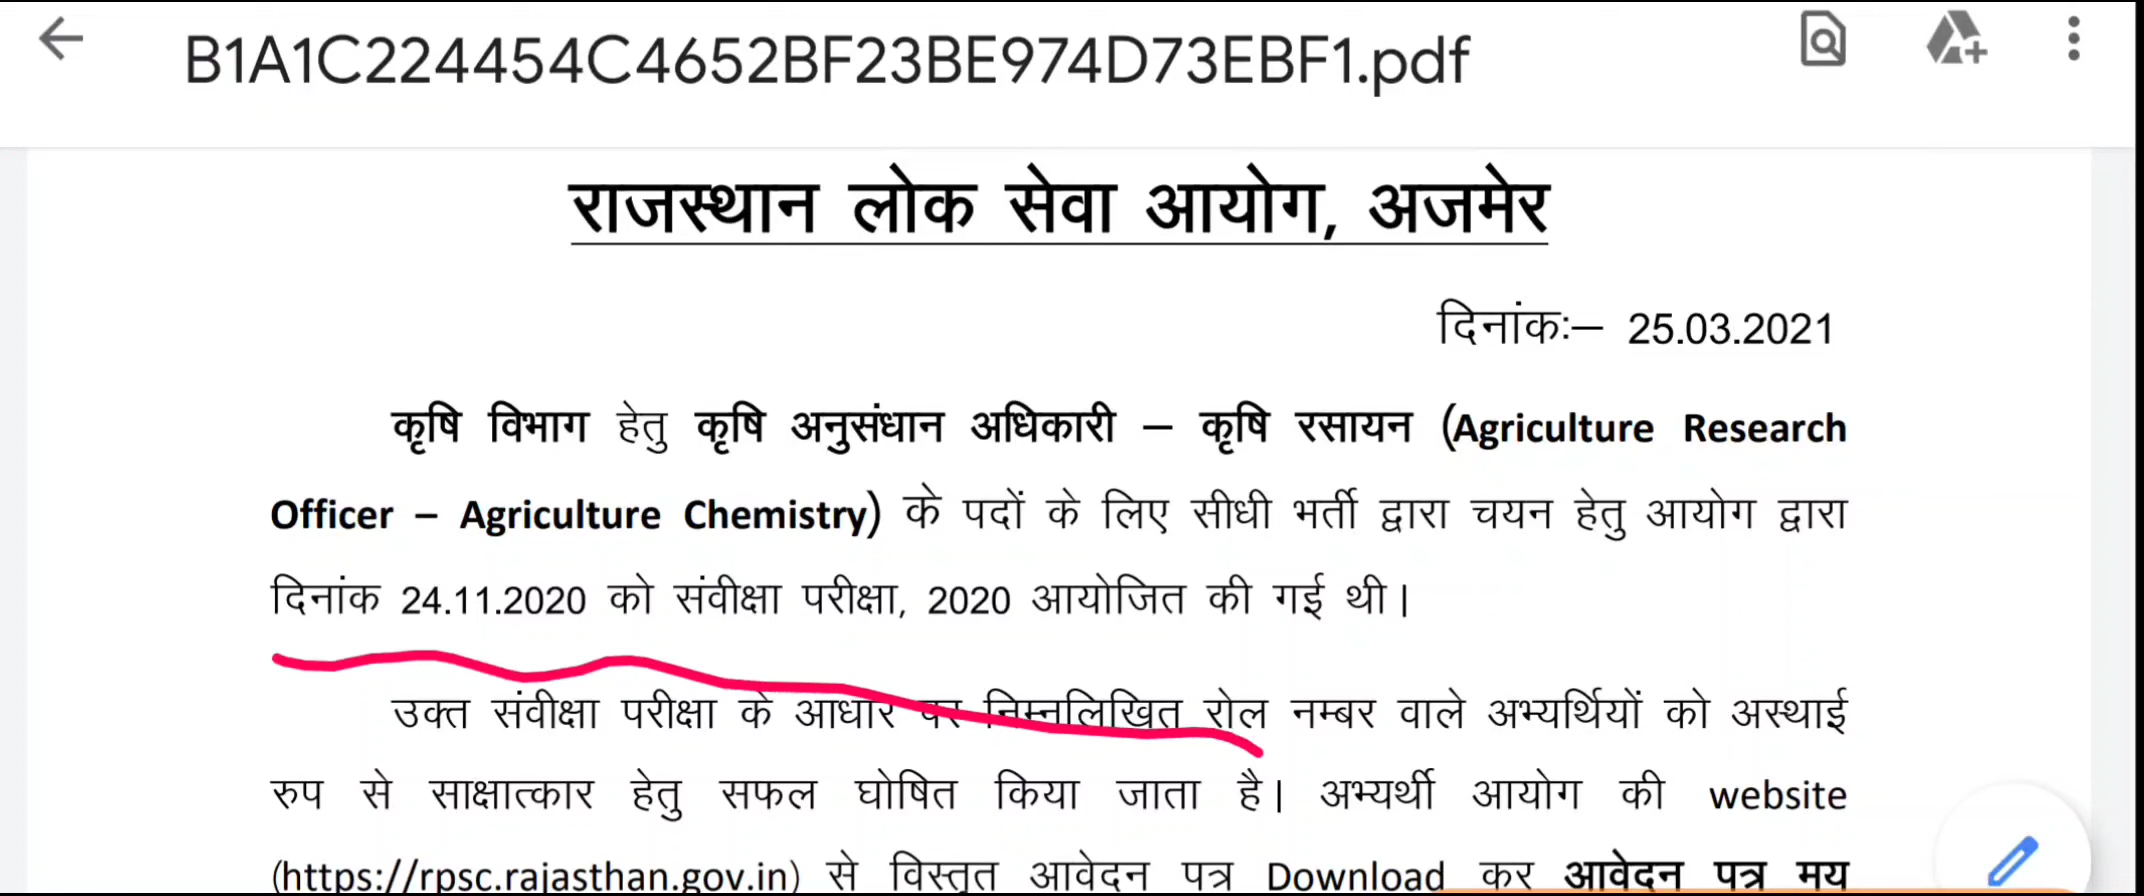 B1A1C224454C4652BF23BE974D73EBF1.pdf
राजस्थान लोक सेवा आयोग, अजमेर
दिनांकः– 25.03.2021
कृषि विभाग हेतु कृषि अनुसंधान अधिकारी – कृषि रसायन (Agriculture Research
Officer – Agriculture Chemistry) के पदों के लिए सीधी भर्ती द्वारा चयन हेतु आयोग द्वारा
दिनांक 24.11.2020 को संवीक्षा परीक्षा, 2020 आयोजित की गई थी।
उक्त संवीक्षा परीक्षा के आधार पर निम्नलिखित रोल नम्बर वाले अभ्यर्थियों को अस्थाई
रुप से साक्षात्कार हेतु सफल घोषित किया जाता है। अभ्यर्थी आयोग की website
(https://rpsc.rajasthan.gov.in) से विस्तृत आवेदन पत्र Download कर आवेदन पत्र मय